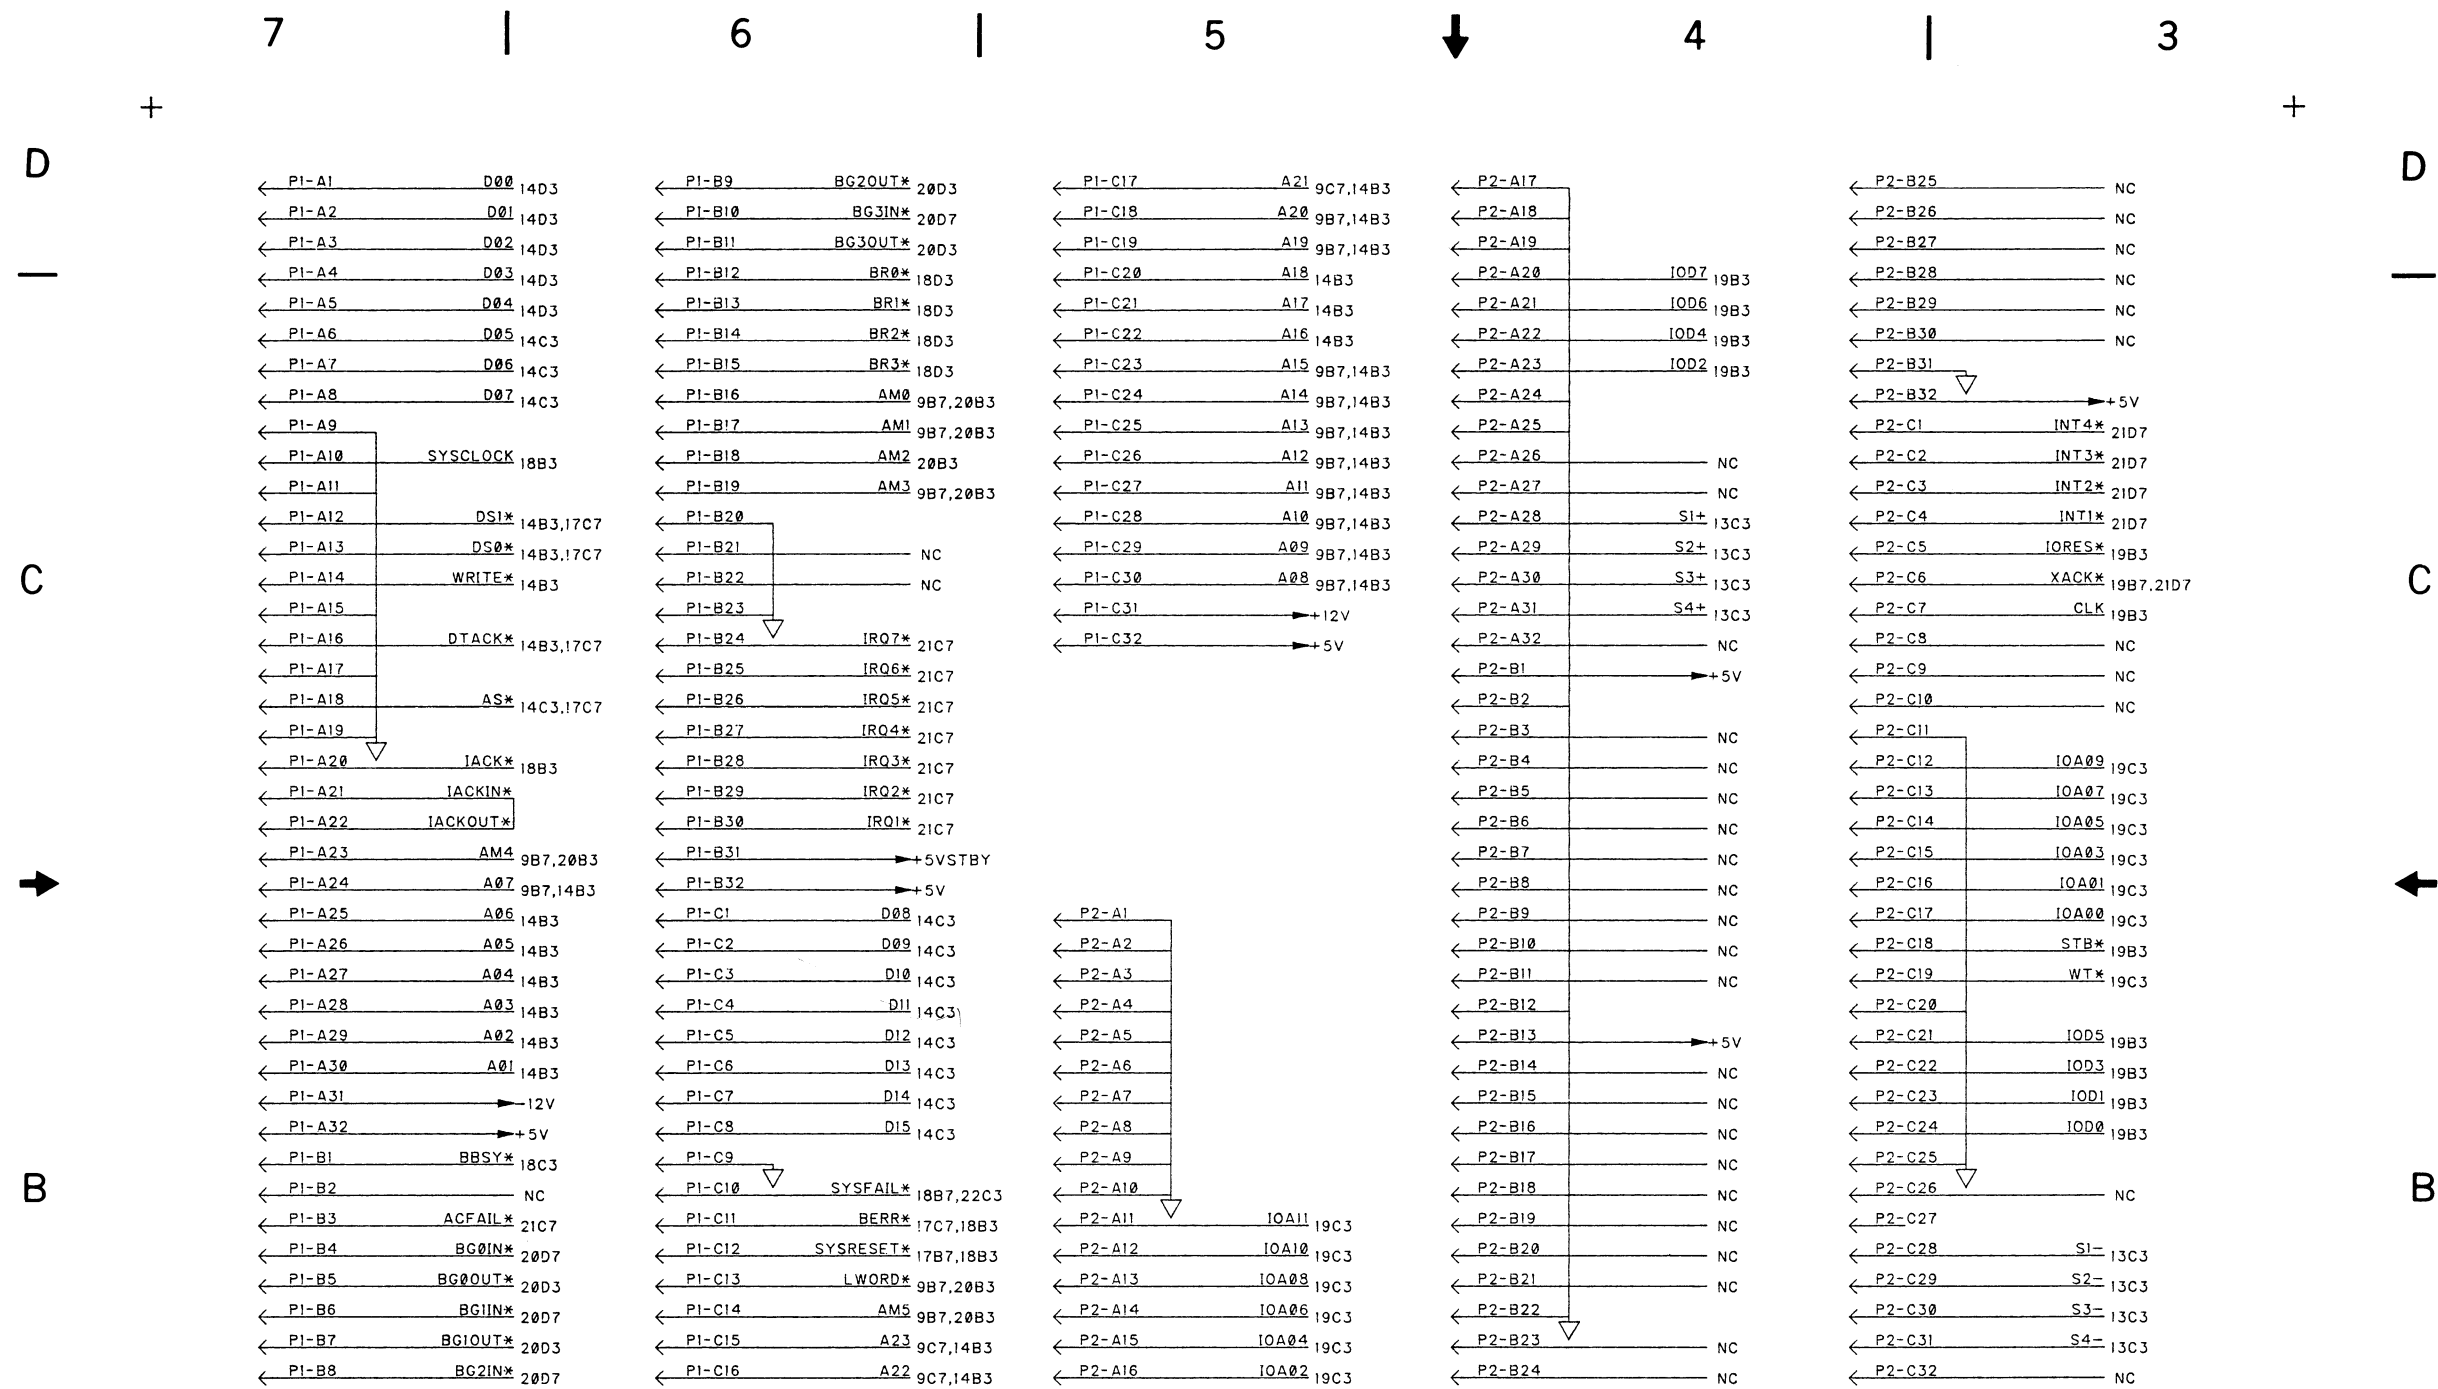 7 | 6 | 5 4 | 3
D D
C C
B B
P1-A1 D00 14D3
P1-A2 D01 14D3
P1-A3 D02 14D3
P1-A4 D03 14D3
P1-A5 D04 14D3
P1-A6 D05 14C3
P1-A7 D06 14C3
P1-A8 D07 14C3
P1-A9
P1-A10 SYSCLOCK 18B3
P1-A11
P1-A12 DS1* 14B3,17C7
P1-A13 DS0* 14B3,17C7
P1-A14 WRITE* 14B3
P1-A15
P1-A16 DTACK* 14B3,17C7
P1-A17
P1-A18 AS* 14C3,17C7
P1-A19
P1-A20 IACK* 18B3
P1-A21 IACKIN*
P1-A22 IACKOUT*
P1-A23 AM4 9B7,20B3
P1-A24 A07 9B7,14B3
P1-A25 A06 14B3
P1-A26 A05 14B3
P1-A27 A04 14B3
P1-A28 A03 14B3
P1-A29 A02 14B3
P1-A30 A01 14B3
P1-A31 -12V
P1-A32 +5V
P1-B1 BBSY* 18C3
P1-B2 NC
P1-B3 ACFAIL* 21C7
P1-B4 BG0IN* 20D7
P1-B5 BG0OUT* 20D3
P1-B6 BG1IN* 20D7
P1-B7 BG1OUT* 20D3
P1-B8 BG2IN* 20D7
P1-B9 BG2OUT* 20D3
P1-B10 BG3IN* 20D7
P1-B11 BG3OUT* 20D3
P1-B12 BR0* 18D3
P1-B13 BR1* 18D3
P1-B14 BR2* 18D3
P1-B15 BR3* 18D3
P1-B16 AM0 9B7,20B3
P1-B17 AM1 9B7,20B3
P1-B18 AM2 20B3
P1-B19 AM3 9B7,20B3
P1-B20
P1-B21 NC
P1-B22 NC
P1-B23
P1-B24 IRQ7* 21C7
P1-B25 IRQ6* 21C7
P1-B26 IRQ5* 21C7
P1-B27 IRQ4* 21C7
P1-B28 IRQ3* 21C7
P1-B29 IRQ2* 21C7
P1-B30 IRQ1* 21C7
P1-B31 +5VSTBY
P1-B32 +5V
P1-C1 D08 14C3
P1-C2 D09 14C3
P1-C3 D10 14C3
P1-C4 D11 14C3
P1-C5 D12 14C3
P1-C6 D13 14C3
P1-C7 D14 14C3
P1-C8 D15 14C3
P1-C9
P1-C10 SYSFAIL* 18B7,22C3
P1-C11 BERR* 17C7,18B3
P1-C12 SYSRESET* 17B7,18B3
P1-C13 LWORD* 9B7,20B3
P1-C14 AM5 9B7,20B3
P1-C15 A23 9C7,14B3
P1-C16 A22 9C7,14B3
P1-C17 A21 9C7,14B3
P1-C18 A20 9B7,14B3
P1-C19 A19 9B7,14B3
P1-C20 A18 14B3
P1-C21 A17 14B3
P1-C22 A16 14B3
P1-C23 A15 9B7,14B3
P1-C24 A14 9B7,14B3
P1-C25 A13 9B7,14B3
P1-C26 A12 9B7,14B3
P1-C27 A11 9B7,14B3
P1-C28 A10 9B7,14B3
P1-C29 A09 9B7,14B3
P1-C30 A08 9B7,14B3
P1-C31 +12V
P1-C32 +5V
P2-A1
P2-A2
P2-A3
P2-A4
P2-A5
P2-A6
P2-A7
P2-A8
P2-A9
P2-A10
P2-A11 IOA11 19C3
P2-A12 IOA10 19C3
P2-A13 IOA08 19C3
P2-A14 IOA06 19C3
P2-A15 IOA04 19C3
P2-A16 IOA02 19C3
P2-A17
P2-A18
P2-A19
P2-A20 IOD7 19B3
P2-A21 IOD6 19B3
P2-A22 IOD4 19B3
P2-A23 IOD2 19B3
P2-A24
P2-A25
P2-A26 NC
P2-A27 NC
P2-A28 S1+ 13C3
P2-A29 S2+ 13C3
P2-A30 S3+ 13C3
P2-A31 S4+ 13C3
P2-A32 NC
P2-B1 +5V
P2-B2
P2-B3 NC
P2-B4 NC
P2-B5 NC
P2-B6 NC
P2-B7 NC
P2-B8 NC
P2-B9 NC
P2-B10 NC
P2-B11 NC
P2-B12
P2-B13 +5V
P2-B14 NC
P2-B15 NC
P2-B16 NC
P2-B17 NC
P2-B18 NC
P2-B19 NC
P2-B20 NC
P2-B21 NC
P2-B22
P2-B23 NC
P2-B24 NC
P2-B25 NC
P2-B26 NC
P2-B27 NC
P2-B28 NC
P2-B29 NC
P2-B30 NC
P2-B31
P2-B32 +5V
P2-C1 INT4* 21D7
P2-C2 INT3* 21D7
P2-C3 INT2* 21D7
P2-C4 INT1* 21D7
P2-C5 IORES* 19B3
P2-C6 XACK* 19B7,21D7
P2-C7 CLK 19B3
P2-C8 NC
P2-C9 NC
P2-C10 NC
P2-C11
P2-C12 IOA09 19C3
P2-C13 IOA07 19C3
P2-C14 IOA05 19C3
P2-C15 IOA03 19C3
P2-C16 IOA01 19C3
P2-C17 IOA00 19C3
P2-C18 STB* 19B3
P2-C19 WT* 19C3
P2-C20
P2-C21 IOD5 19B3
P2-C22 IOD3 19B3
P2-C23 IOD1 19B3
P2-C24 IOD0 19B3
P2-C25
P2-C26 NC
P2-C27
P2-C28 S1- 13C3
P2-C29 S2- 13C3
P2-C30 S3- 13C3
P2-C31 S4- 13C3
P2-C32 NC